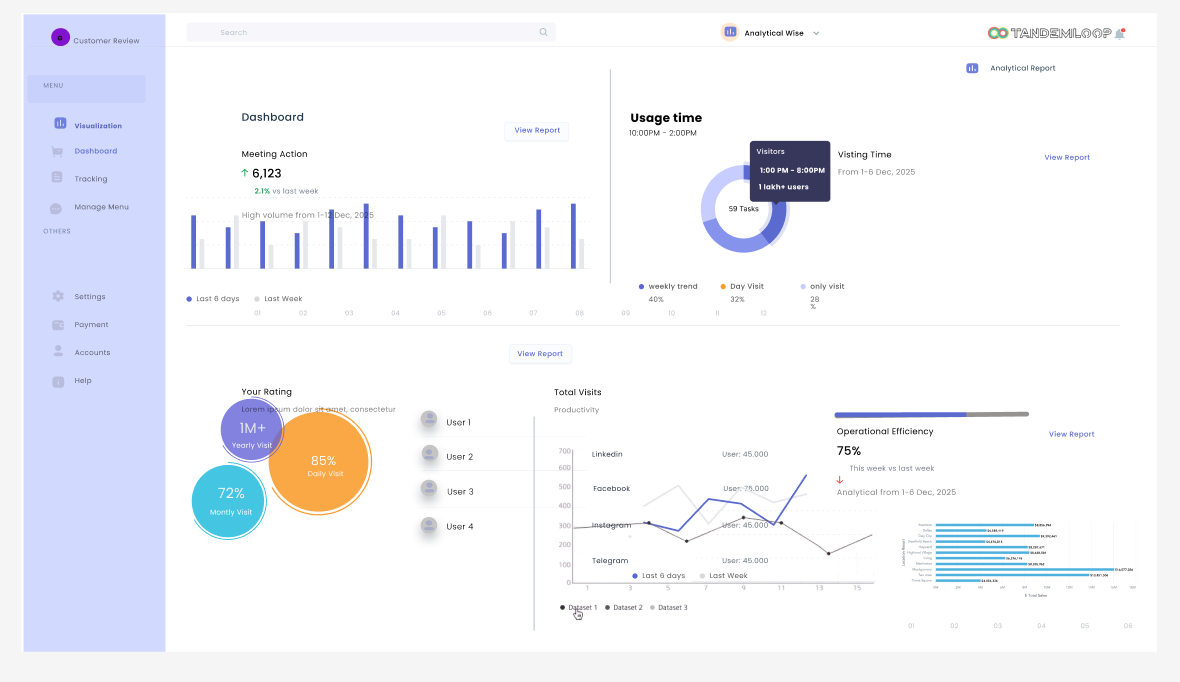 Customer Review
Search
Analytical Wise
TANDEMLOOP
MENU
Visualization
Dashboard
Tracking
Manage Menu
OTHERS
Settings
Payment
Accounts
Help
Analytical Report
Dashboard
View Report
Meeting Action
6,123
2.1% vs last week
High volume from 1-12 Dec, 2025
Last 6 days
Last Week
01 02 03 04 05 06 07 08 09 10 11 12
Usage time
10:00PM - 2:00PM
Visitors
1:00 PM - 8:00PM
1 lakh+ users
59 Tasks
Visting Time
From 1-6 Dec, 2025
View Report
weekly trend
40%
Day Visit
32%
only visit
28
%
View Report
Your Rating
Lorem ipsum dolor sit amet, consectetur
1M+
Yearly Visit
85%
Daily Visit
72%
Montly Visit
User 1
User 2
User 3
User 4
Total Visits
Productivity
700
600
500
400
300
200
100
0
Linkedin User: 45.000
Facebook User: 75.000
Instagram User: 45.000
Telegram User: 45.000
Last 6 days
Last Week
1 3 5 7 9 11 13 15
Dataset 1 Dataset 2 Dataset 3
Operational Efficiency
75%
This week vs last week
Analytical from 1-6 Dec, 2025
View Report
$ Total Sales
01 02 03 04 05 06